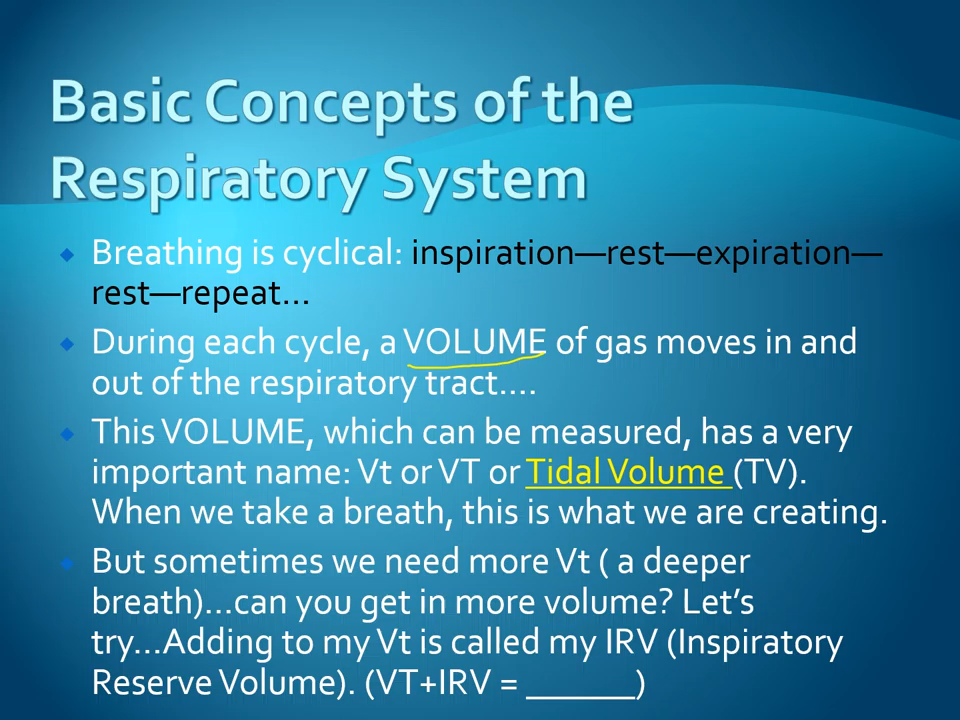 Basic Concepts of the
Respiratory System
Breathing is cyclical: inspiration—rest—expiration—
rest—repeat…
During each cycle, a VOLUME of gas moves in and
out of the respiratory tract….
This VOLUME, which can be measured, has a very
important name: Vt or VT or Tidal Volume (TV).
When we take a breath, this is what we are creating.
But sometimes we need more Vt ( a deeper
breath)…can you get in more volume? Let’s
try…Adding to my Vt is called my IRV (Inspiratory
Reserve Volume). (VT+IRV = ______)